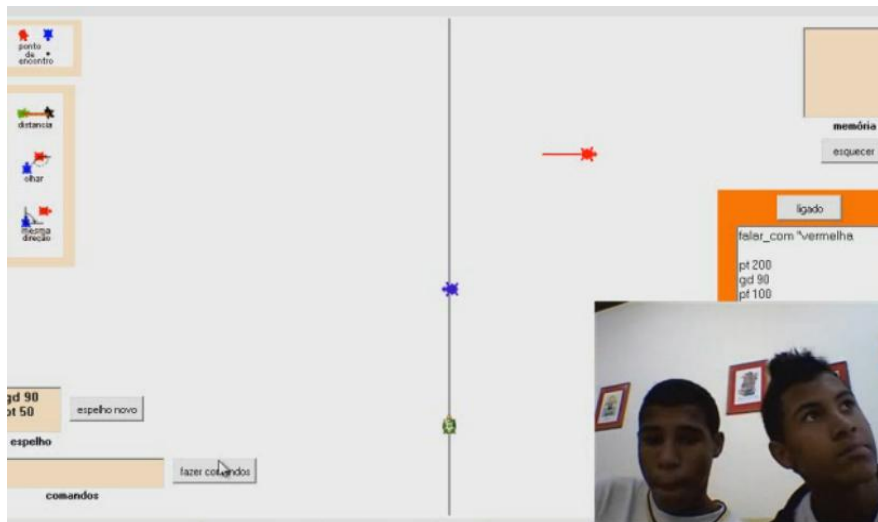 ponto
de
encontro
distancia
olhar
mesma
direção
memória
esquecer
ligado
falar_com "vermelha
pt 200
gd 90
pf 100
gd 90
pt 50
espelho novo
espelho
fazer comandos
comandos